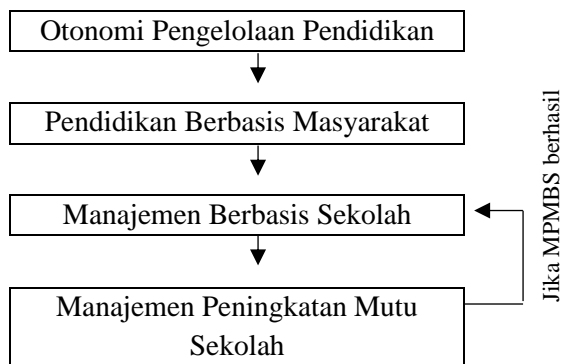 Otonomi Pengelolaan Pendidikan
Pendidikan Berbasis Masyarakat
Manajemen Berbasis Sekolah
Manajemen Peningkatan Mutu
Sekolah
Jika MPMBS berhasil